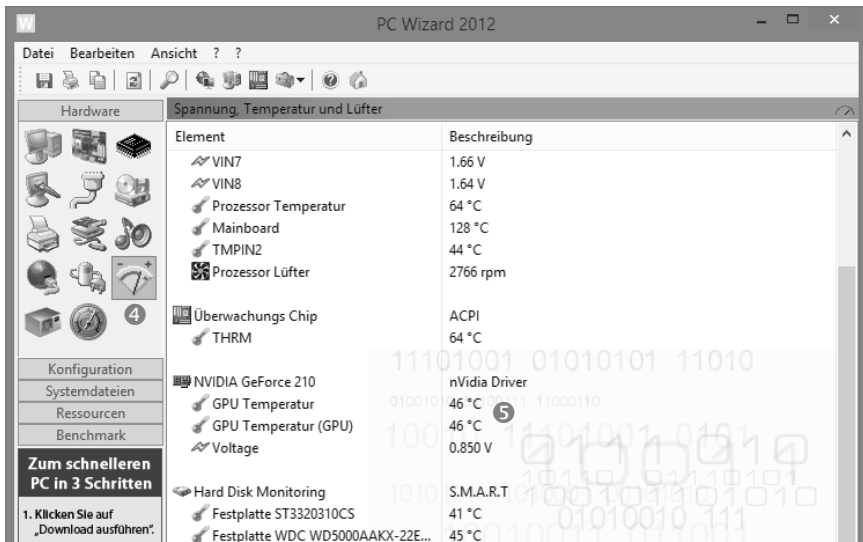 PC Wizard 2012
Datei Bearbeiten Ansicht ? ?
Hardware
Spannung, Temperatur und Lüfter
Element Beschreibung
VIN7 1.66 V
VIN8 1.64 V
Prozessor Temperatur 64 °C
Mainboard 128 °C
TMPIN2 44 °C
Prozessor Lüfter 2766 rpm
4
Überwachungs Chip ACPI
THRM 64 °C
Konfiguration
Systemdateien
Ressourcen
Benchmark
NVIDIA GeForce 210 nVidia Driver
GPU Temperatur 46 °C
5
GPU Temperatur (GPU) 46 °C
Voltage 0.850 V
Hard Disk Monitoring S.M.A.R.T
Festplatte ST3320310CS 41 °C
Festplatte WDC WD5000AAKX-22E... 45 °C
Zum schnelleren
PC in 3 Schritten
1. Klicken Sie auf
„Download ausführen“.
11101001 01010101 11010